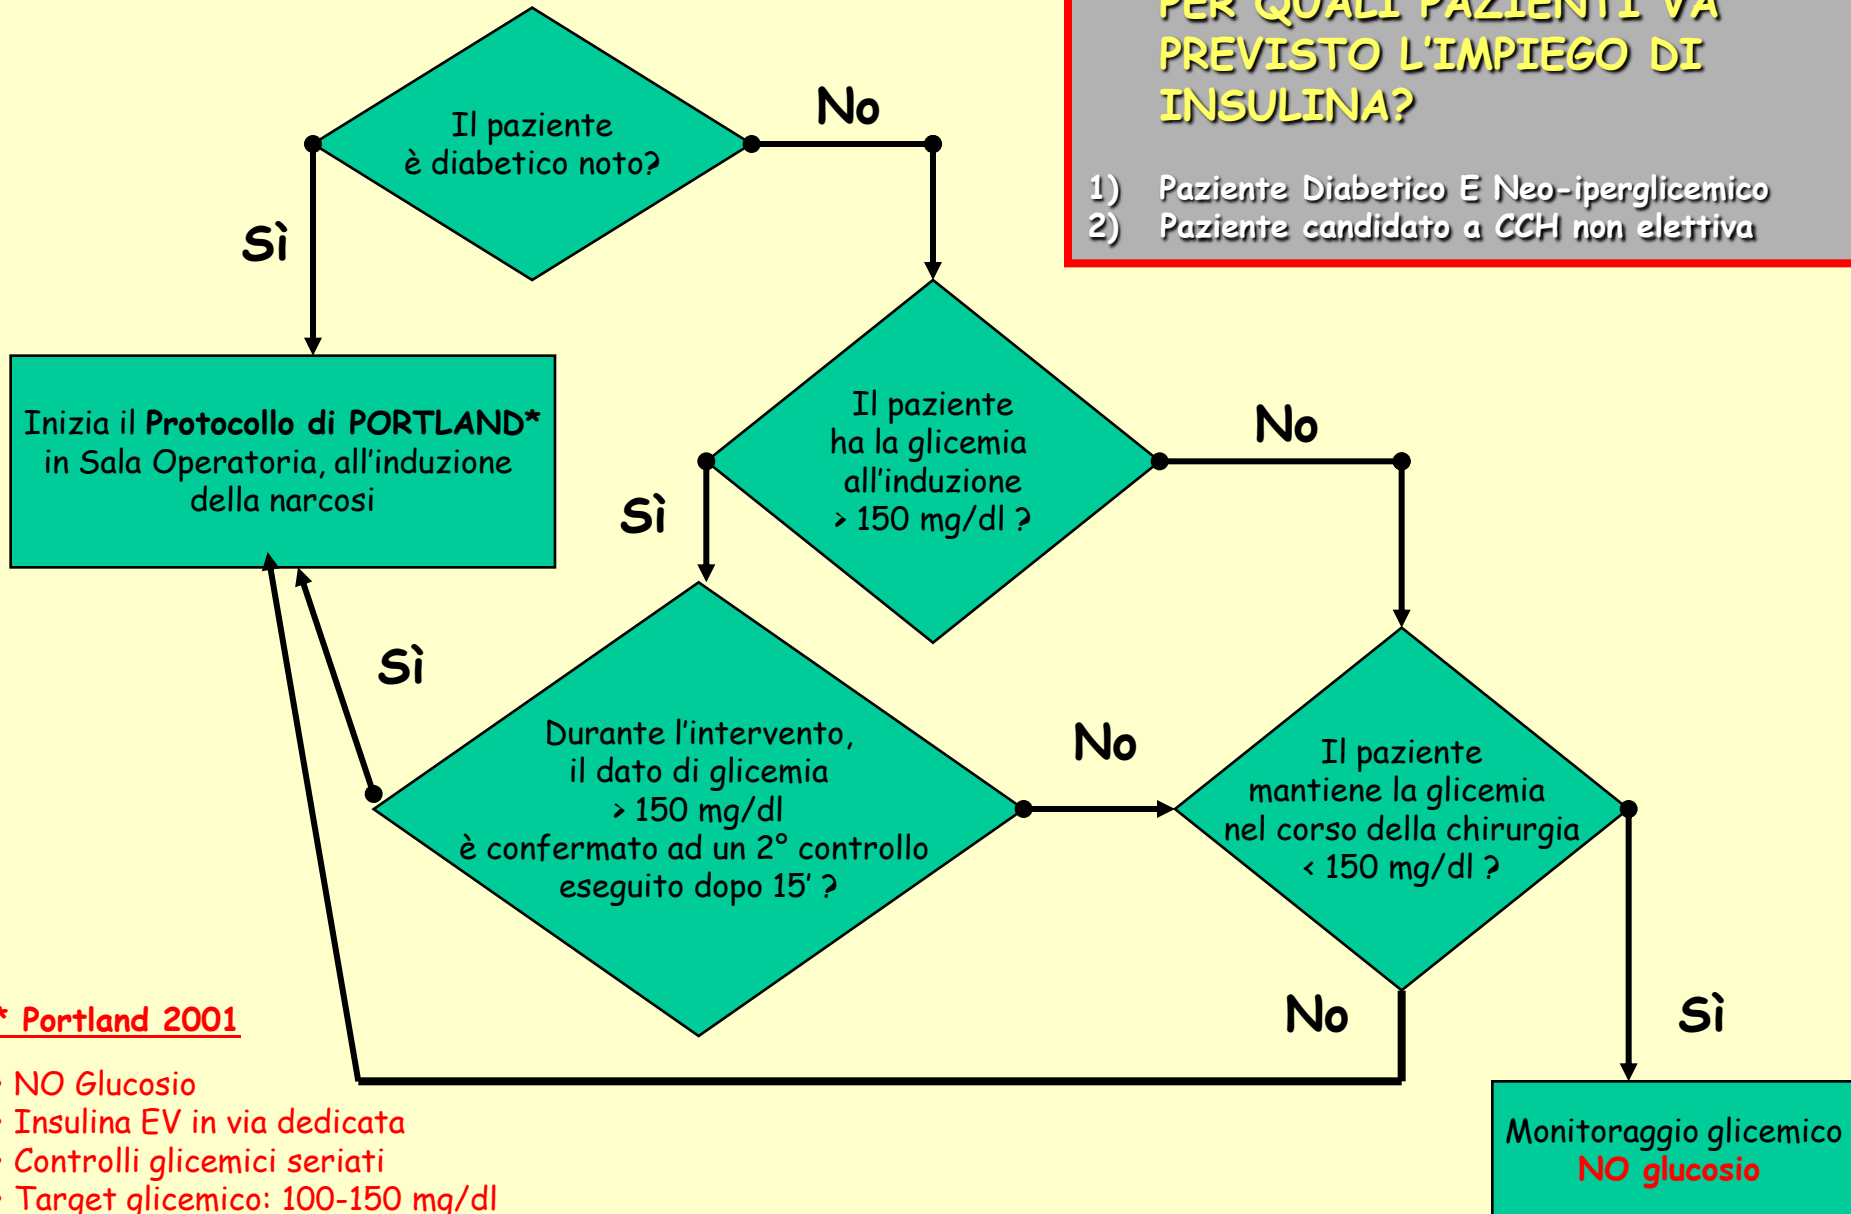 PER QUALI PAZIENTI VA
PREVISTO L'IMPIEGO DI
INSULINA?
1) Paziente Diabetico E Neo-iperglicemico
2) Paziente candidato a CCH non elettiva
Il paziente
è diabetico noto?
No
Sì
Inizia il Protocollo di PORTLAND*
in Sala Operatoria, all'induzione
della narcosi
Il paziente
ha la glicemia
all'induzione
> 150 mg/dl ?
No
Sì
Sì
Durante l'intervento,
il dato di glicemia
> 150 mg/dl
è confermato ad un 2° controllo
eseguito dopo 15' ?
No
Il paziente
mantiene la glicemia
nel corso della chirurgia
< 150 mg/dl ?
No
Sì
* Portland 2001
• NO Glucosio
• Insulina EV in via dedicata
• Controlli glicemici seriati
• Target glicemico: 100-150 mg/dl
Monitoraggio glicemico
NO glucosio